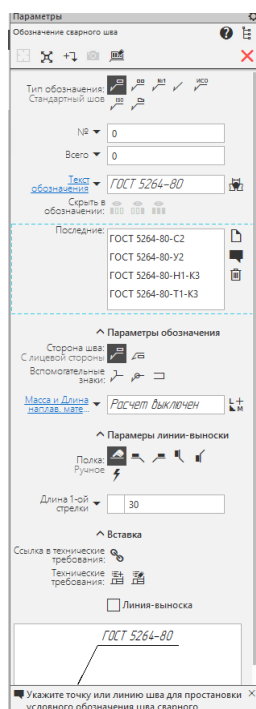 Параметры
Обозначение сварного
шва
Тип обозначения:
Стандартный шов
№1
ИСО
№ 0
Всего 0
Текст
обозначения ГОСТ 5264-80
Скрыть в
обозначении:
Последние:
ГОСТ 5264-80-С2
ГОСТ 5264-80-У2
ГОСТ 5264-80-Н1-К3
ГОСТ 5264-80-Т1-К3
Параметры обозначения
Сторона шва:
С лицевой стороны
Вспомогательные
знаки:
Масса и Длина
наплав. мате... Расчет выключен
Парамеры линии-выноски
Полка:
Ручное
Длина 1-ой
стрелки 30
Вставка
Ссылка в технические
требования:
Технические
требования:
Линия-выноска
ГОСТ 5264-80
Укажите точку или линию шва для простановки
условного обозначения шва сварного